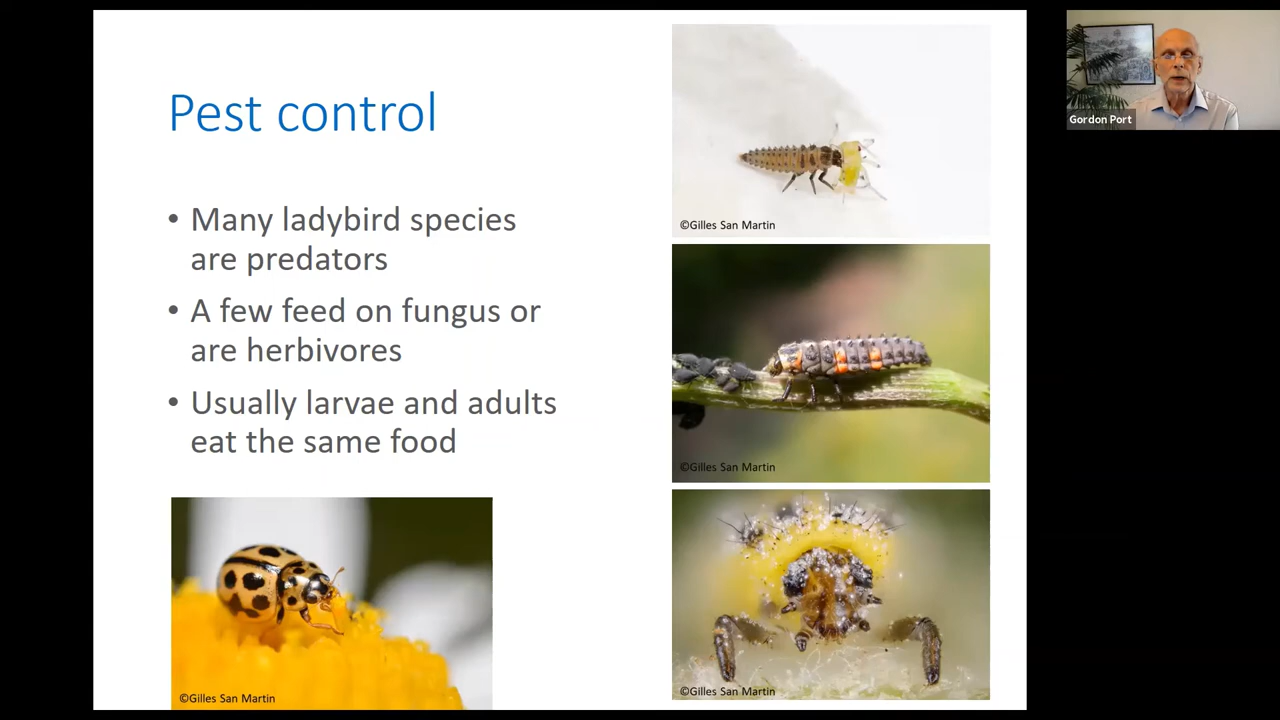 Pest control
• Many ladybird species
are predators
• A few feed on fungus or
are herbivores
• Usually larvae and adults
eat the same food
©Gilles San Martin
©Gilles San Martin
©Gilles San Martin
©Gilles San Martin
Gordon Port